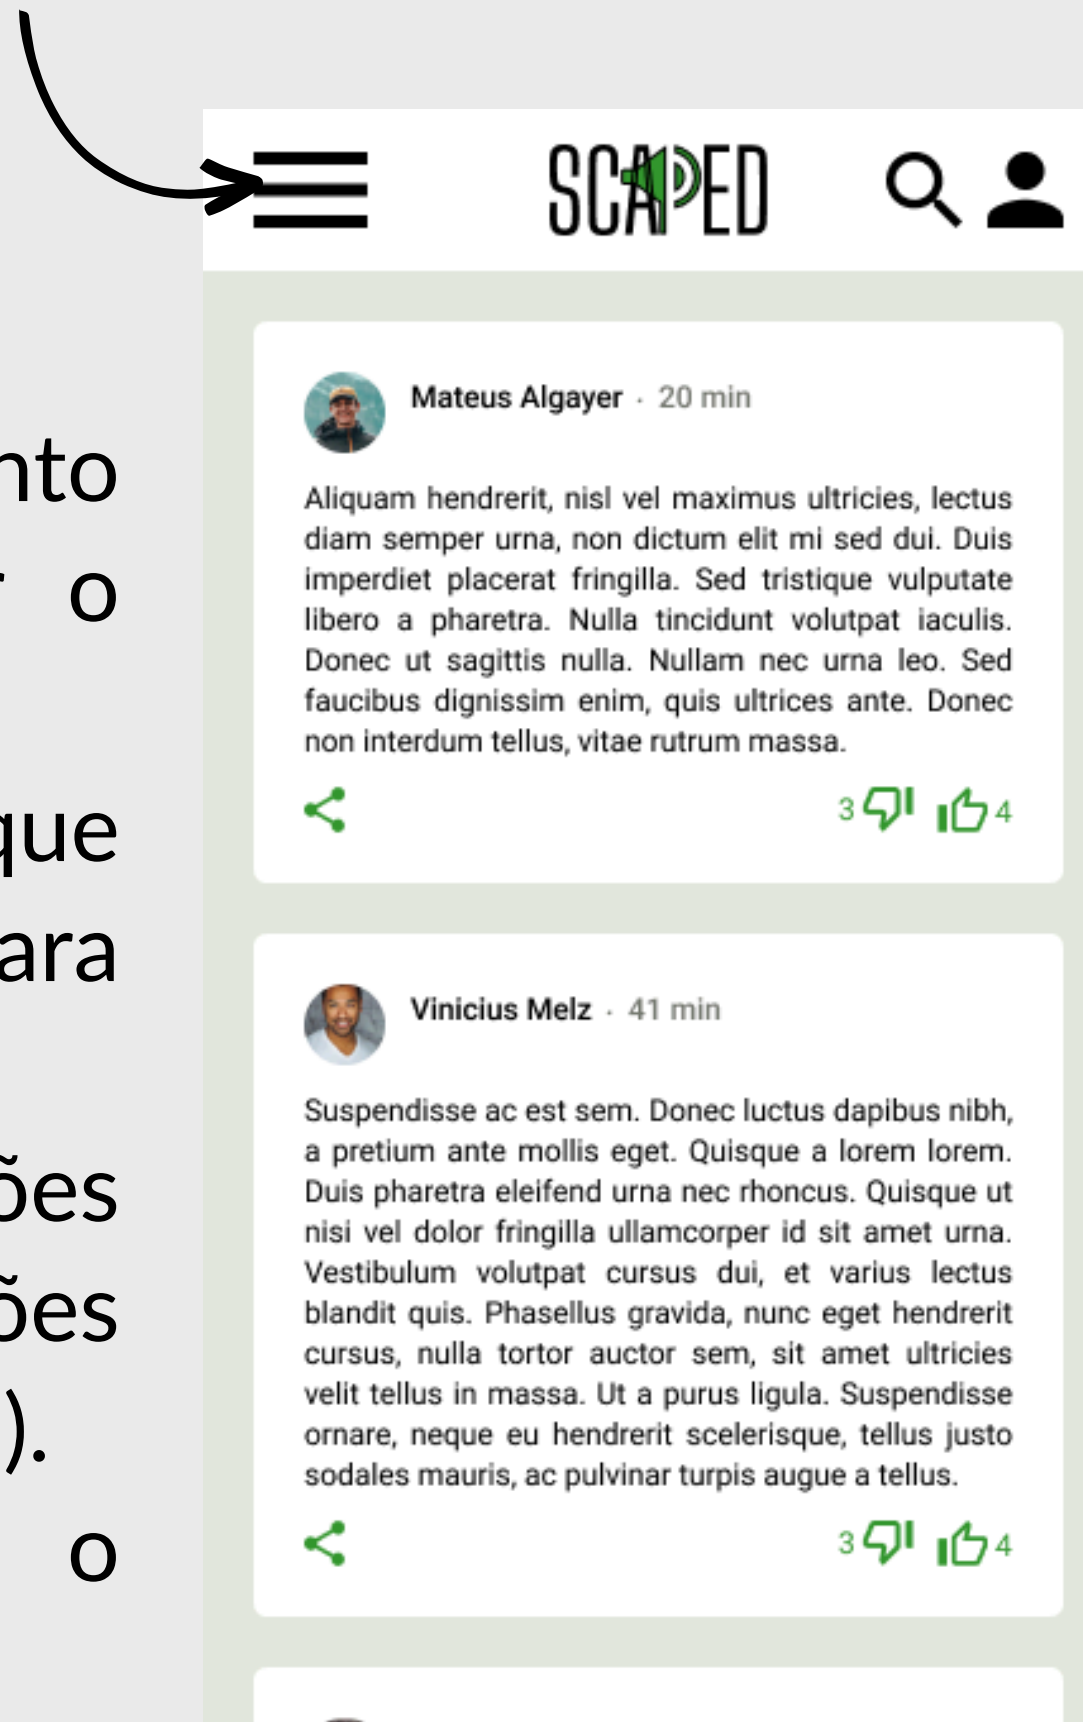 SCAPED
nto
r o
que
ara
ões
ões
).
o
Mateus Algayer · 20 min
Aliquam hendrerit, nisl vel maximus ultricies, lectus
diam semper urna, non dictum elit mi sed dui. Duis
imperdiet placerat fringilla. Sed tristique vulputate
libero a pharetra. Nulla tincidunt volutpat iaculis.
Donec ut sagittis nulla. Nullam nec urna leo. Sed
faucibus dignissim enim, quis ultrices ante. Donec
non interdum tellus, vitae rutrum massa.
3 4
Vinicius Melz · 41 min
Suspendisse ac est sem. Donec luctus dapibus nibh,
a pretium ante mollis eget. Quisque a lorem lorem.
Duis pharetra eleifend urna nec rhoncus. Quisque ut
nisi vel dolor fringilla ullamcorper id sit amet urna.
Vestibulum volutpat cursus dui, et varius lectus
blandit quis. Phasellus gravida, nunc eget hendrerit
cursus, nulla tortor auctor sem, sit amet ultricies
velit tellus in massa. Ut a purus ligula. Suspendisse
ornare, neque eu hendrerit scelerisque, tellus justo
sodales mauris, ac pulvinar turpis augue a tellus.
3 4